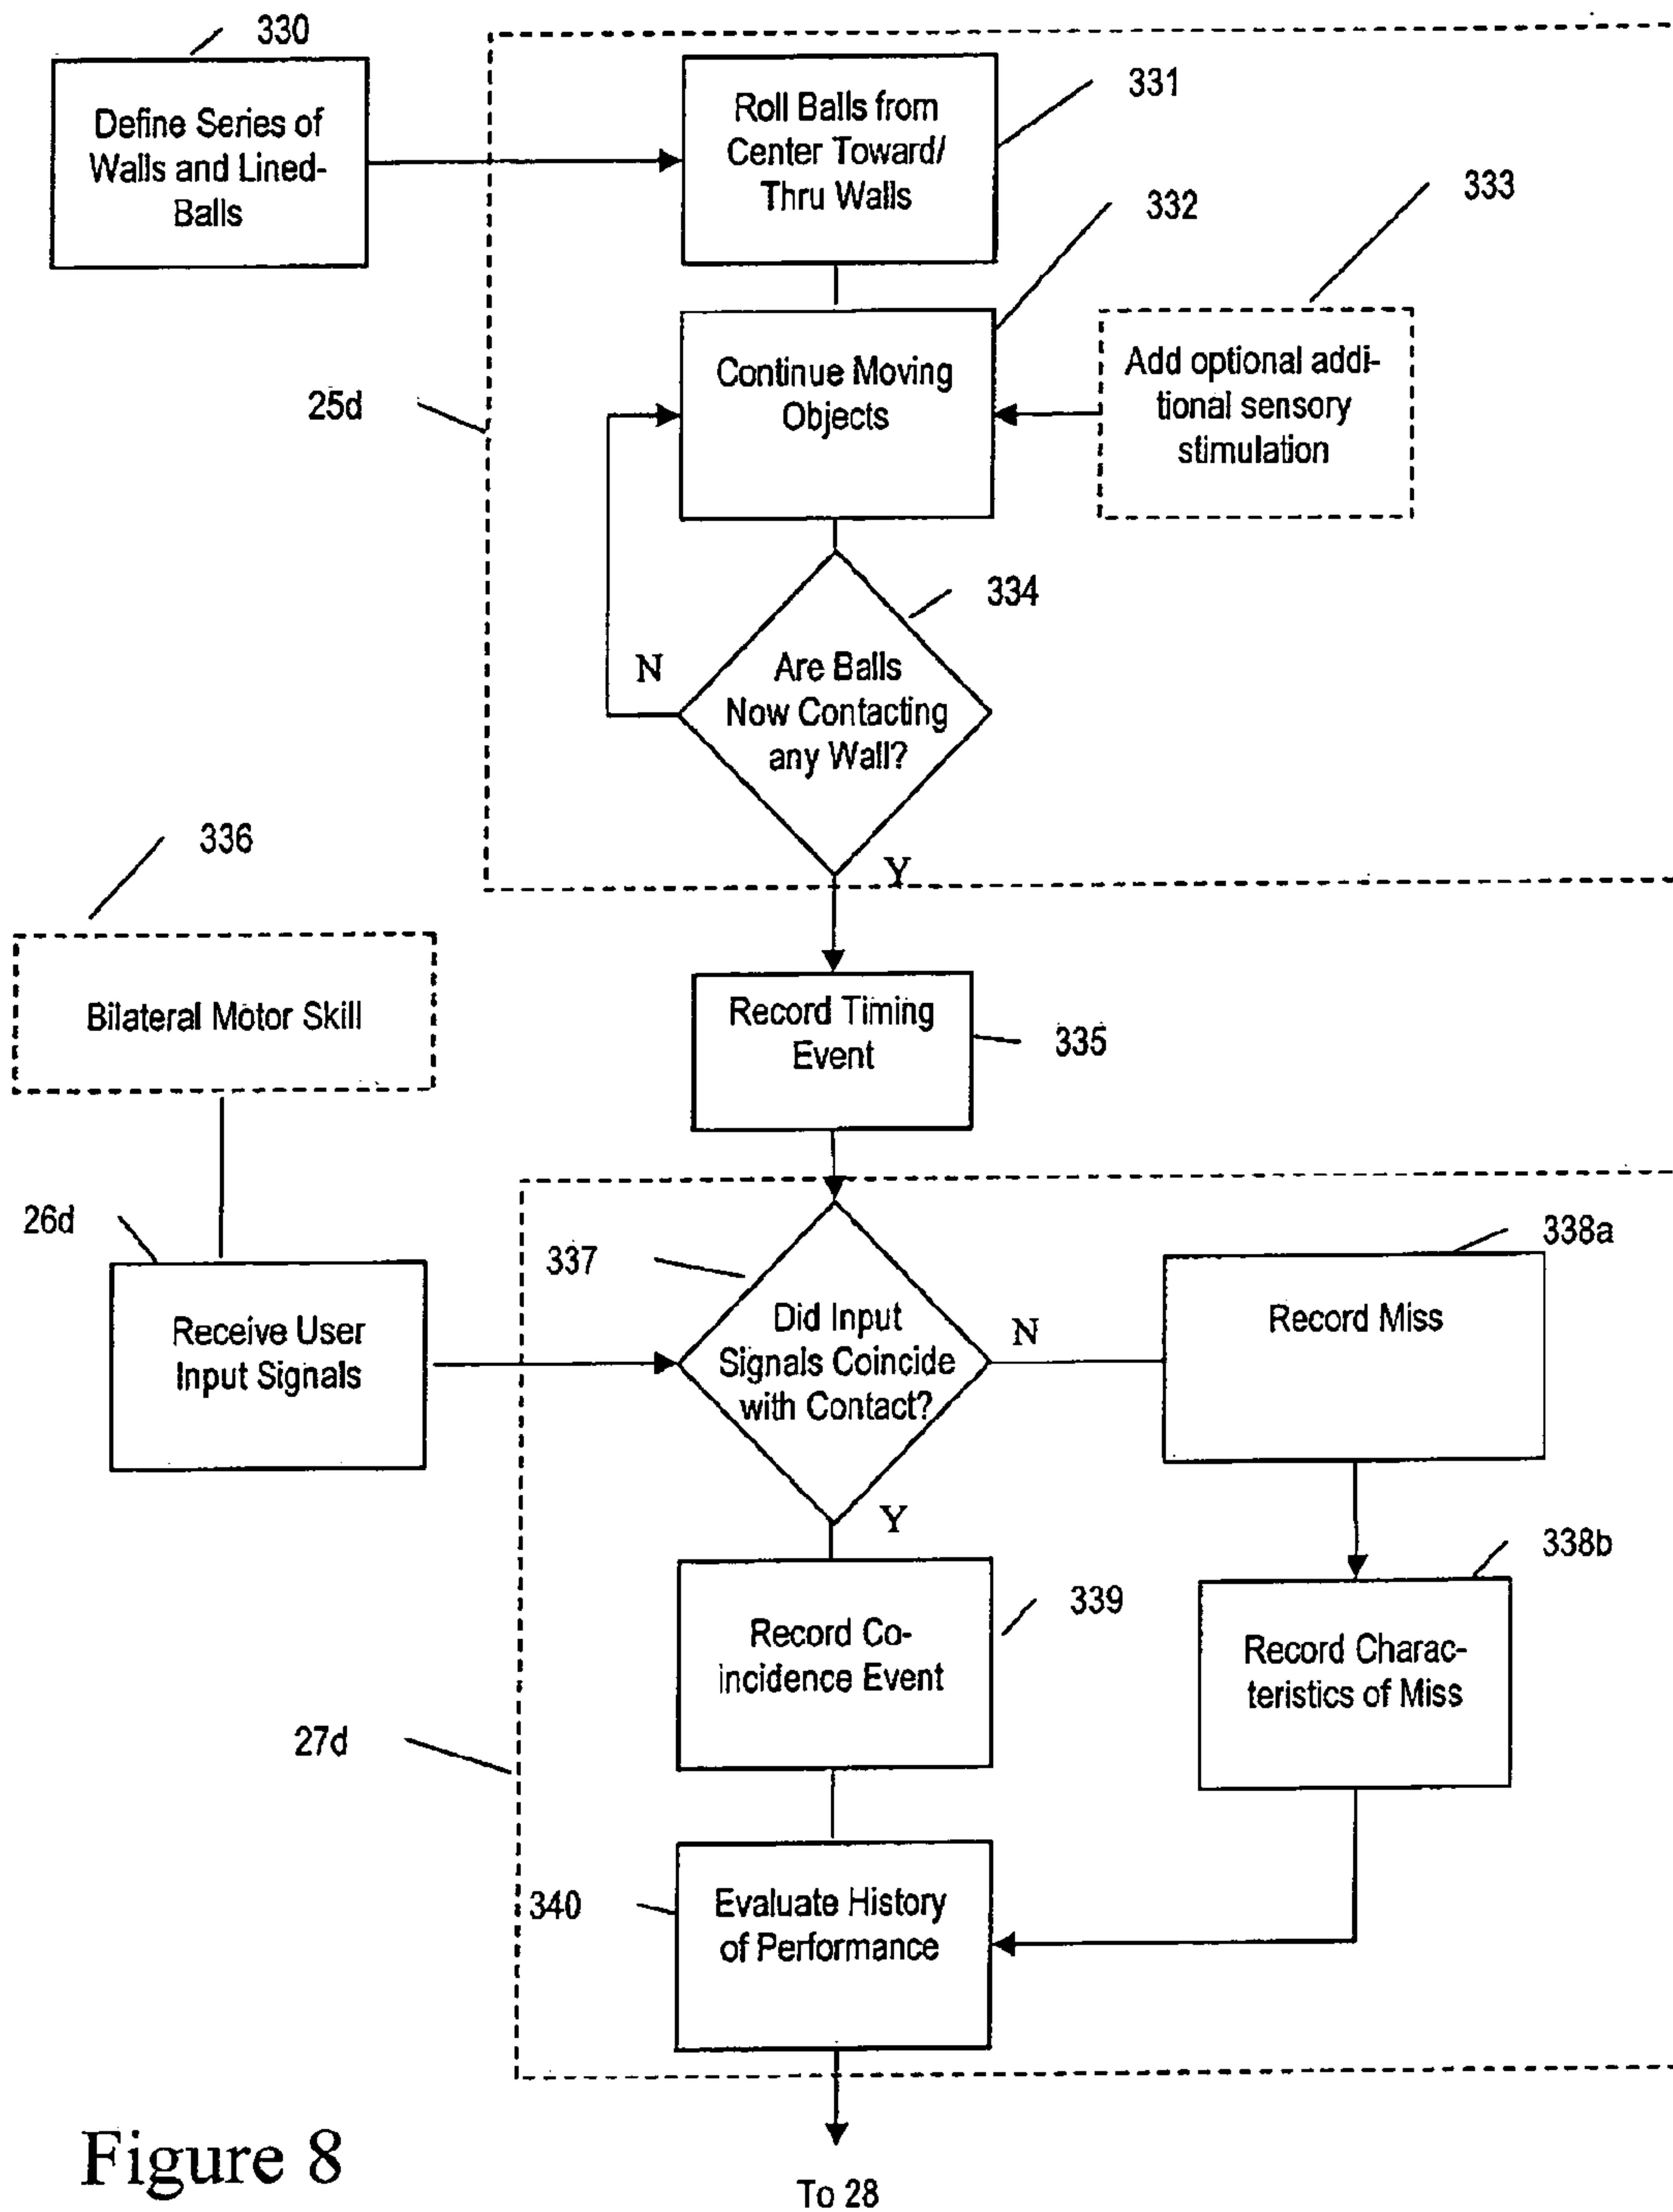 330
Define Series of
Walls and Lined-
Balls
331
Roll Balls from
Center Toward/
Thru Walls
332
333
Continue Moving
Objects
Add optional addi-
tional sensory
stimulation
25d
334
N
Are Balls
Now Contacting
any Wall?
Y
336
Bilateral Motor Skill
Record Timing
Event
335
26d
Receive User
Input Signals
337
Did Input
Signals Coincide
with Contact?
N
338a
Record Miss
Y
338b
339
Record Co-
incidence Event
Record Charac-
teristics of Miss
27d
340
Evaluate History
of Performance
Figure 8
To 28